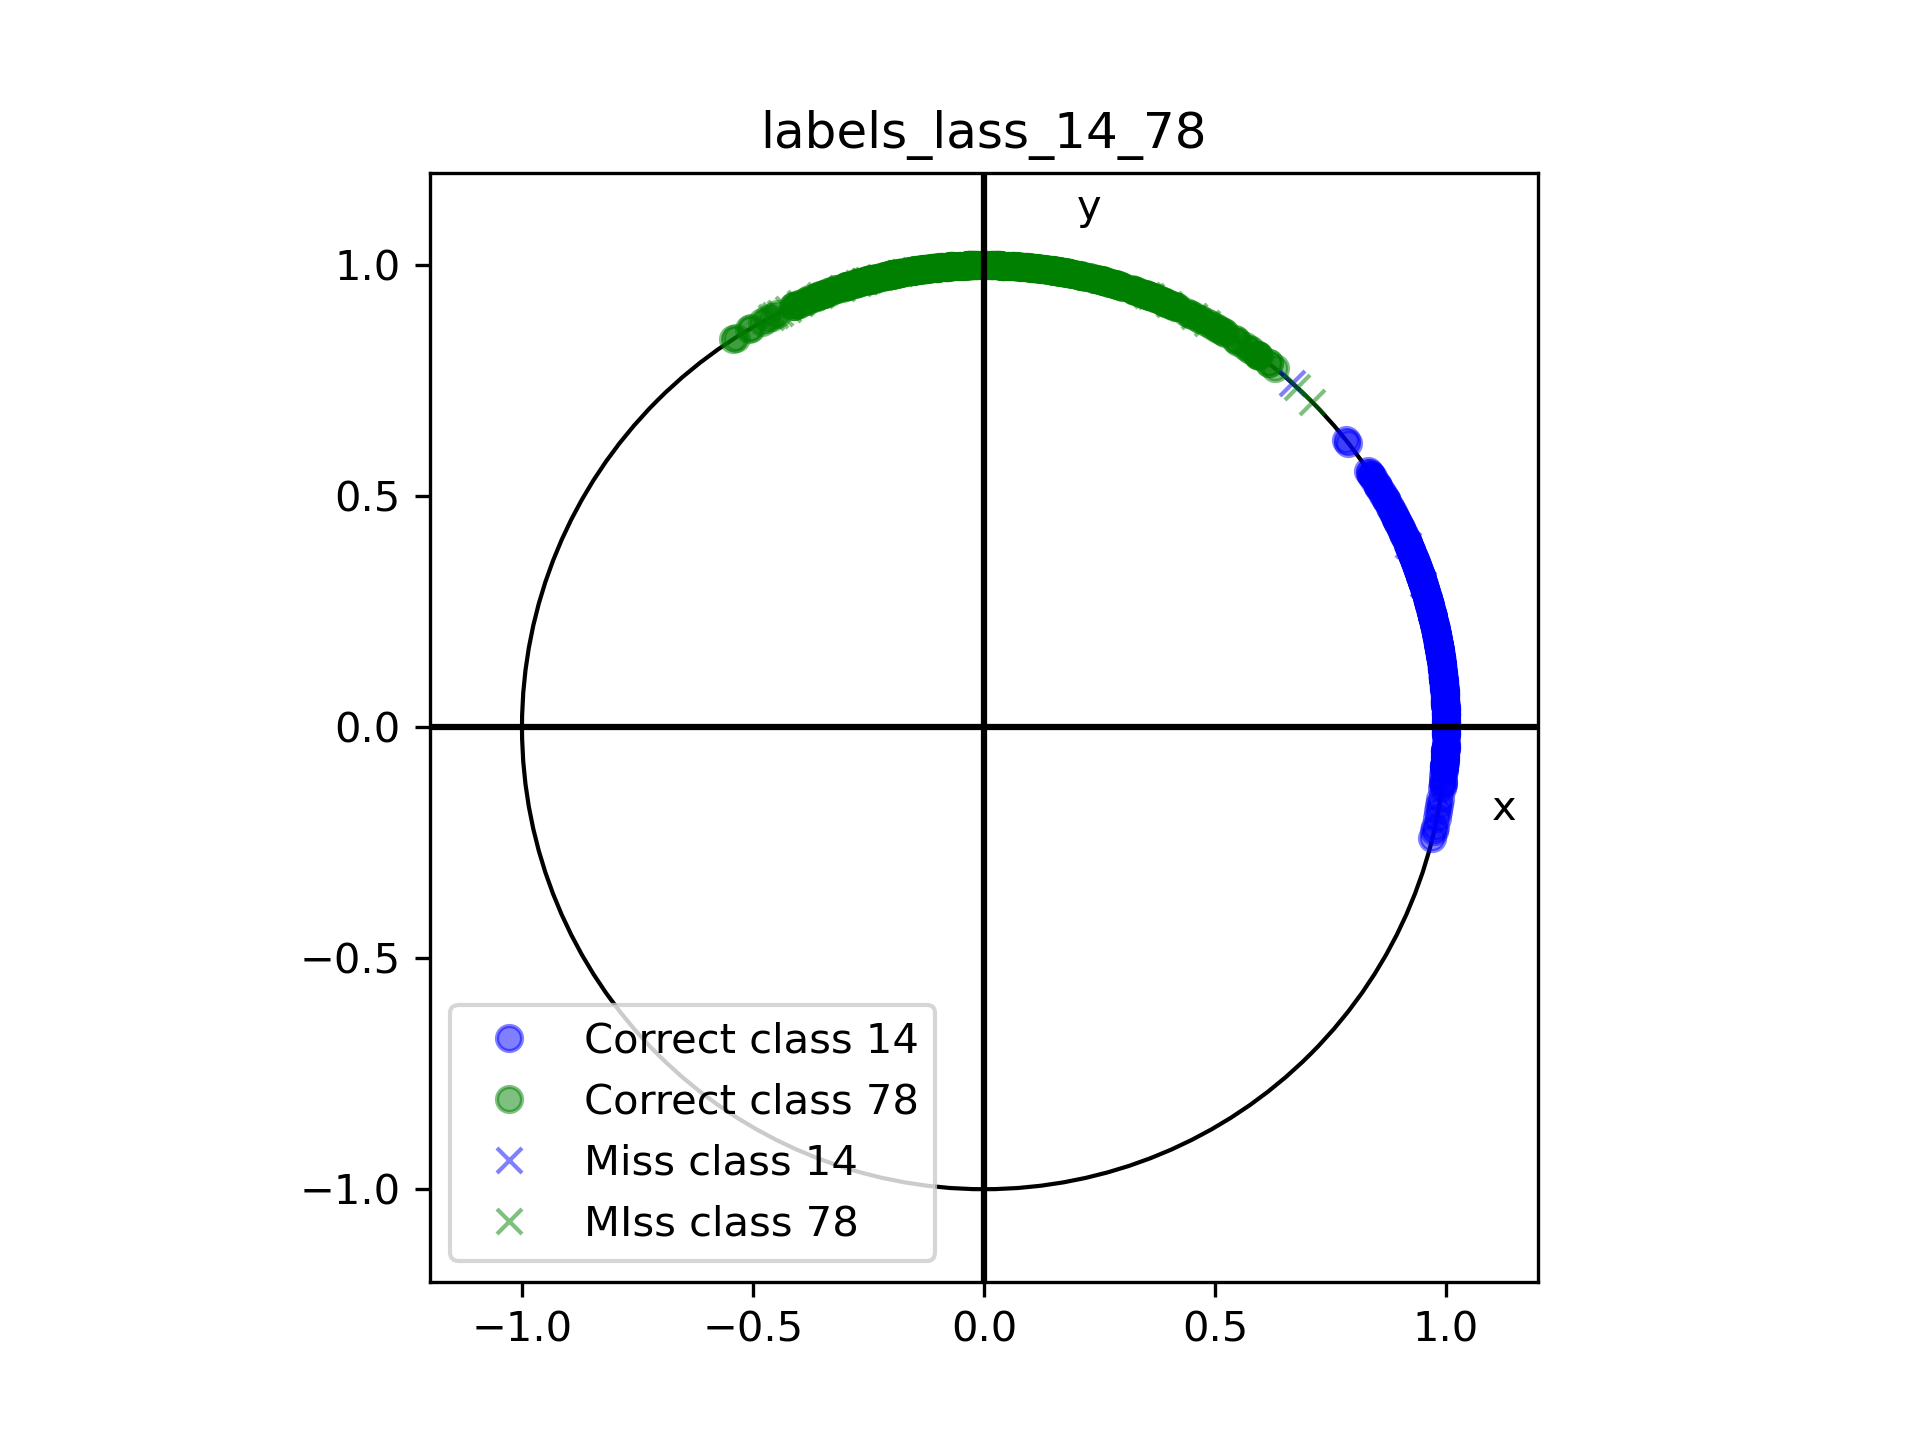 labels_lass_14_78
y
1.0
0.5
0.0
x
−0.5
−1.0
Correct class 14
Correct class 78
Miss class 14
MIss class 78
−1.0 −0.5 0.0 0.5 1.0